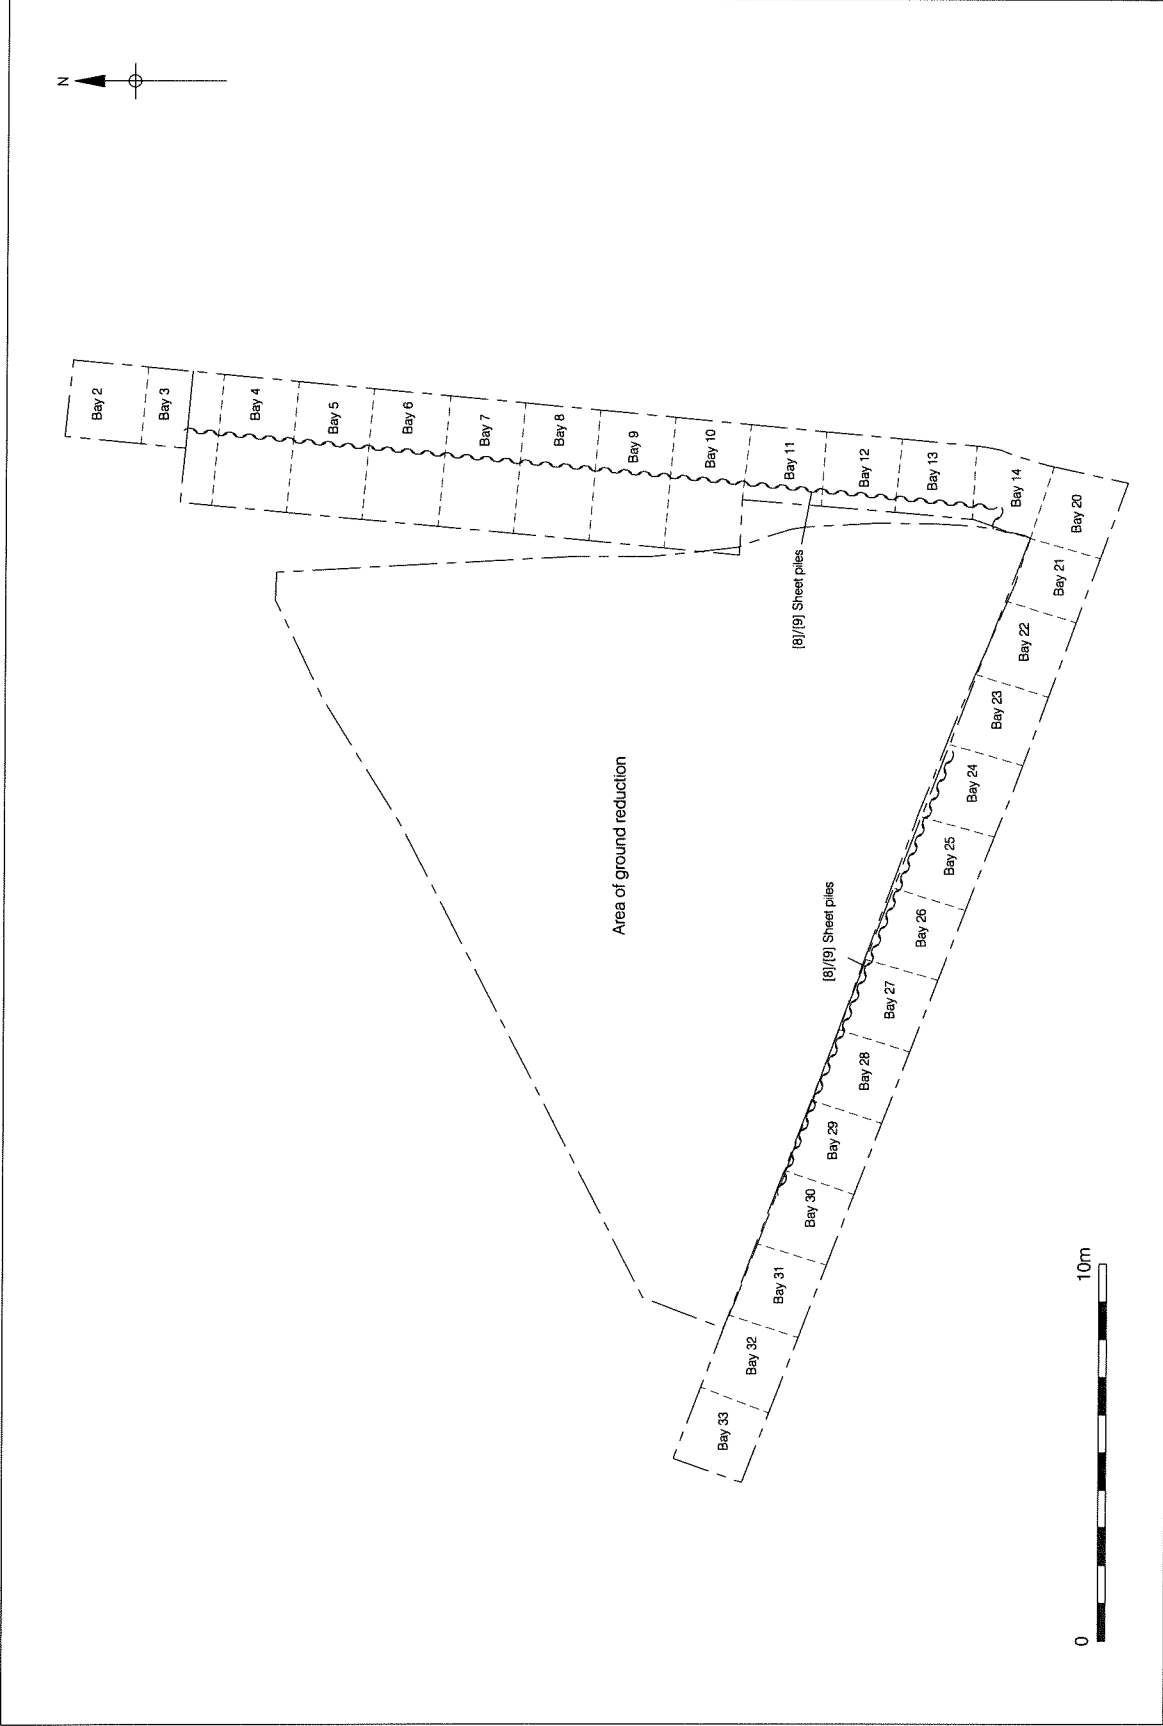 N
Bay 2
Bay 3
Bay 4
Bay 5
Bay 6
Bay 7
Bay 8
Bay 9
Bay 10
Bay 11
Bay 12
Bay 13
Bay 14
Bay 20
Bay 21
Bay 22
Bay 23
Bay 24
Bay 25
Bay 26
Bay 27
Bay 28
Bay 29
Bay 30
Bay 31
Bay 32
Bay 33
[8]/[9] Sheet piles
[8]/[9] Sheet piles
Area of ground reduction
0
10m